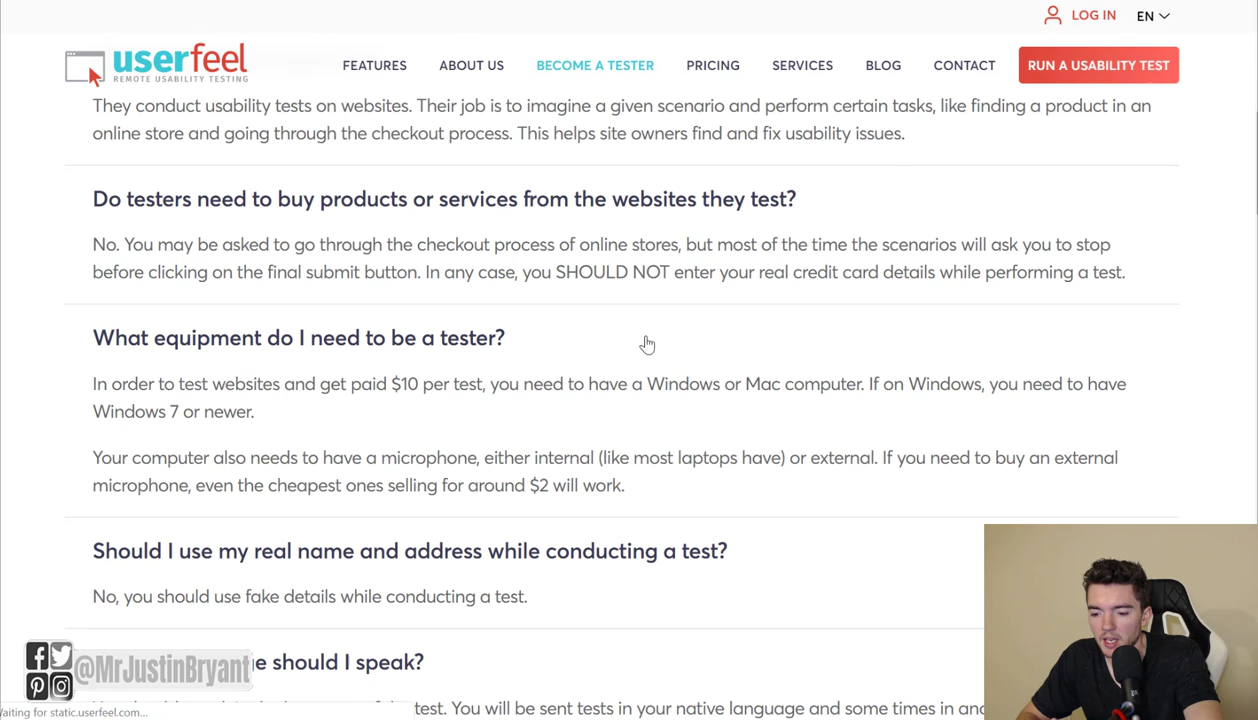 LOG IN EN
userfeel
REMOTE USABILITY TESTING
FEATURES ABOUT US BECOME A TESTER PRICING SERVICES BLOG CONTACT RUN A USABILITY TEST
They conduct usability tests on websites. Their job is to imagine a given scenario and perform certain tasks, like finding a product in an
online store and going through the checkout process. This helps site owners find and fix usability issues.
Do testers need to buy products or services from the websites they test?
No. You may be asked to go through the checkout process of online stores, but most of the time the scenarios will ask you to stop
before clicking on the final submit button. In any case, you SHOULD NOT enter your real credit card details while performing a test.
What equipment do I need to be a tester?
In order to test websites and get paid $10 per test, you need to have a Windows or Mac computer. If on Windows, you need to have
Windows 7 or newer.
Your computer also needs to have a microphone, either internal (like most laptops have) or external. If you need to buy an external
microphone, even the cheapest ones selling for around $2 will work.
Should I use my real name and address while conducting a test?
No, you should use fake details while conducting a test.
@MrJustinBryant
should I speak?
test. You will be sent tests in your native language and some times in
Waiting for static.userfeel.com...